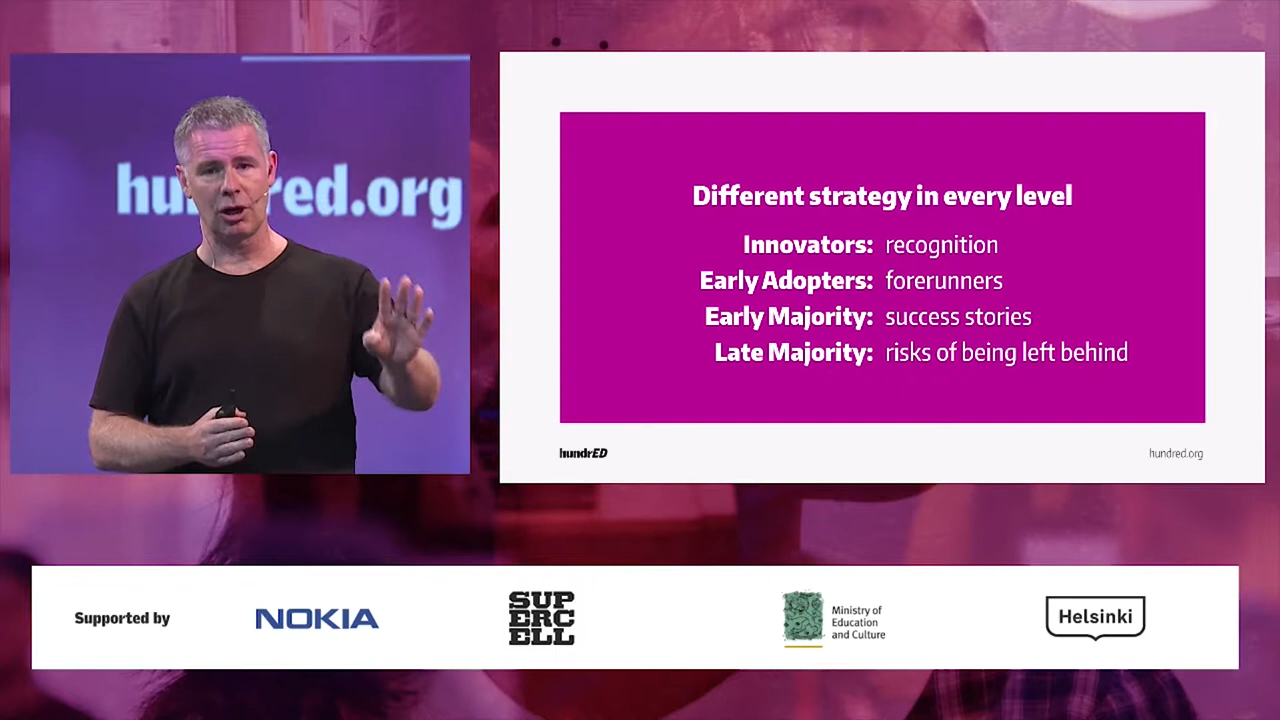 hundred.org
Different strategy in every level
Innovators: recognition
Early Adopters: forerunners
Early Majority: success stories
Late Majority: risks of being left behind
hundrED
hundred.org
Supported by
NOKIA
SUP
ERC
ELL
Ministry of
Education
and Culture
Helsinki